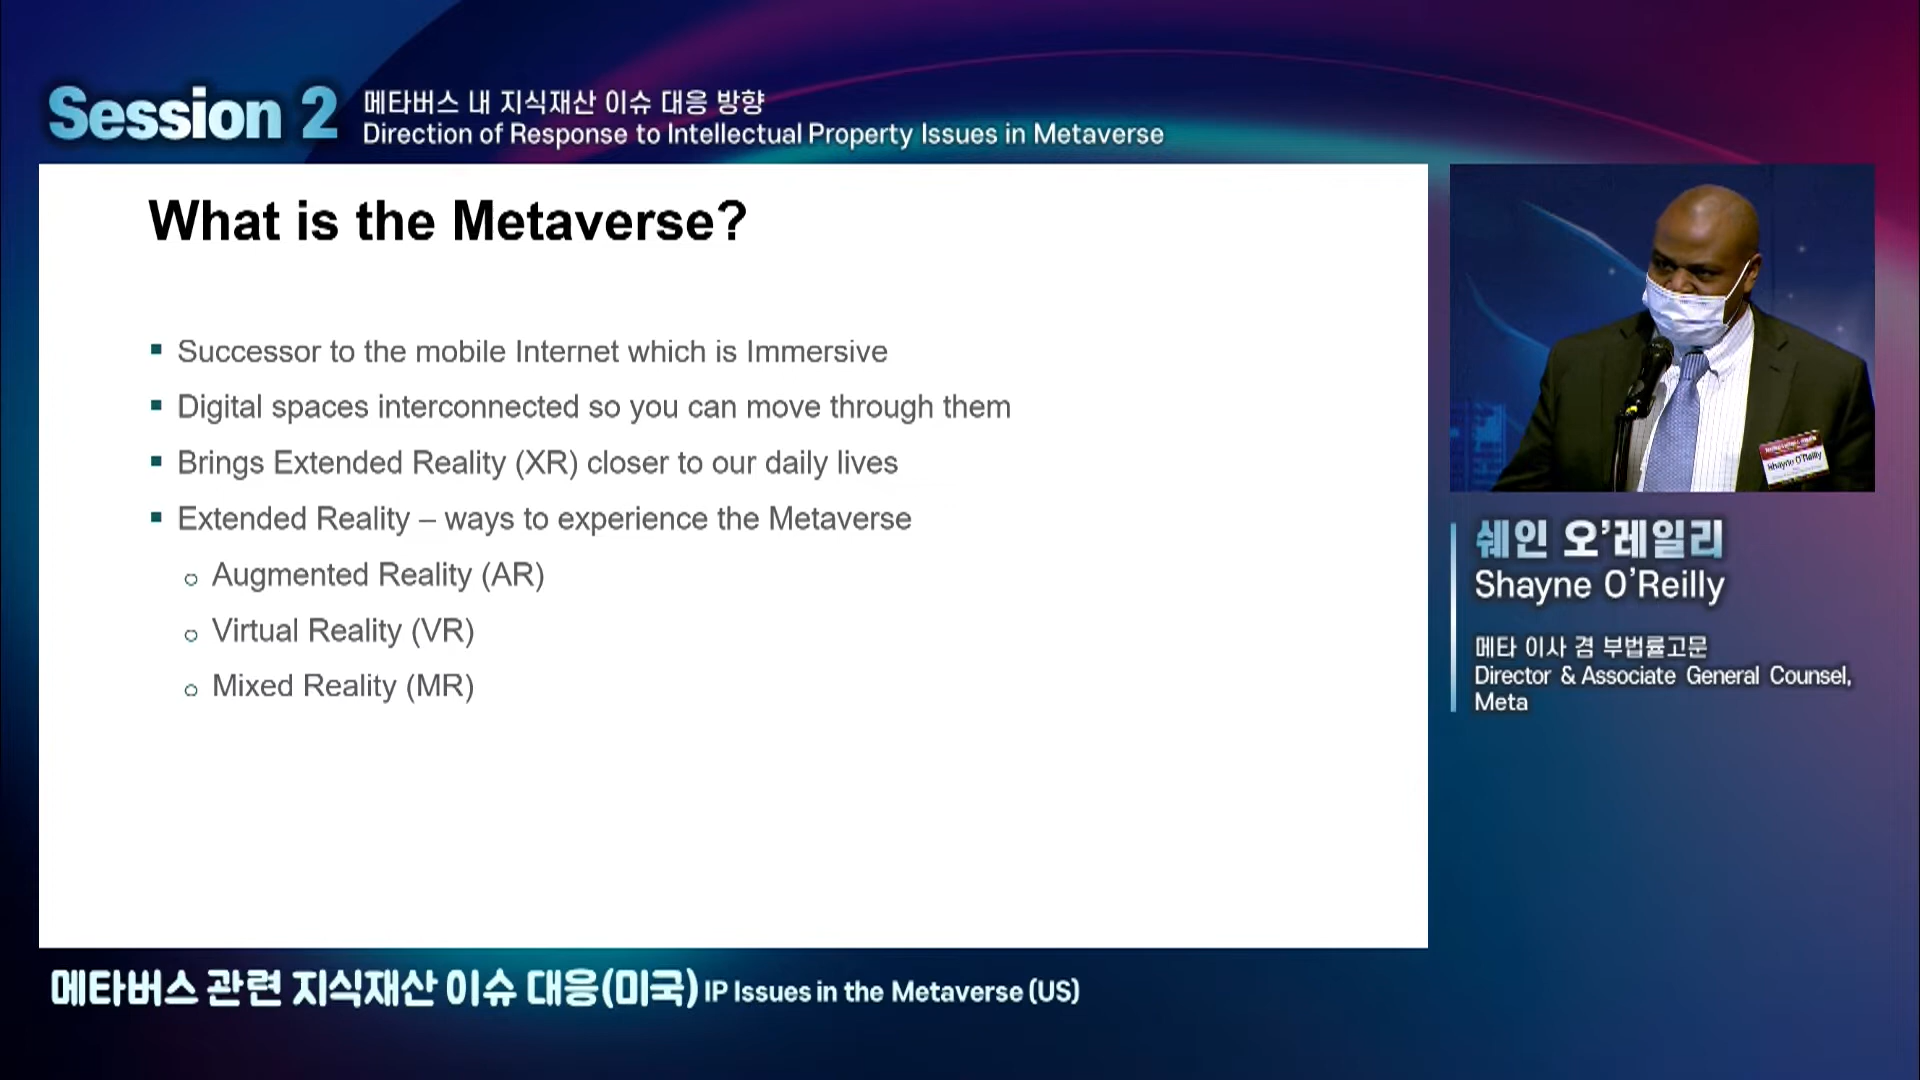 Session 2
메타버스 내 지식재산 이슈 대응 방향
Direction of Response to Intellectual Property Issues in Metaverse
What is the Metaverse?
▪ Successor to the mobile Internet which is Immersive
▪ Digital spaces interconnected so you can move through them
▪ Brings Extended Reality (XR) closer to our daily lives
▪ Extended Reality – ways to experience the Metaverse
o Augmented Reality (AR)
o Virtual Reality (VR)
o Mixed Reality (MR)
Shayne O'Reilly
쉐인 오’레일리
Shayne O’Reilly
메타 이사 겸 부법률고문
Director & Associate General Counsel,
Meta
메타버스 관련 지식재산 이슈 대응(미국) IP Issues in the Metaverse (US)